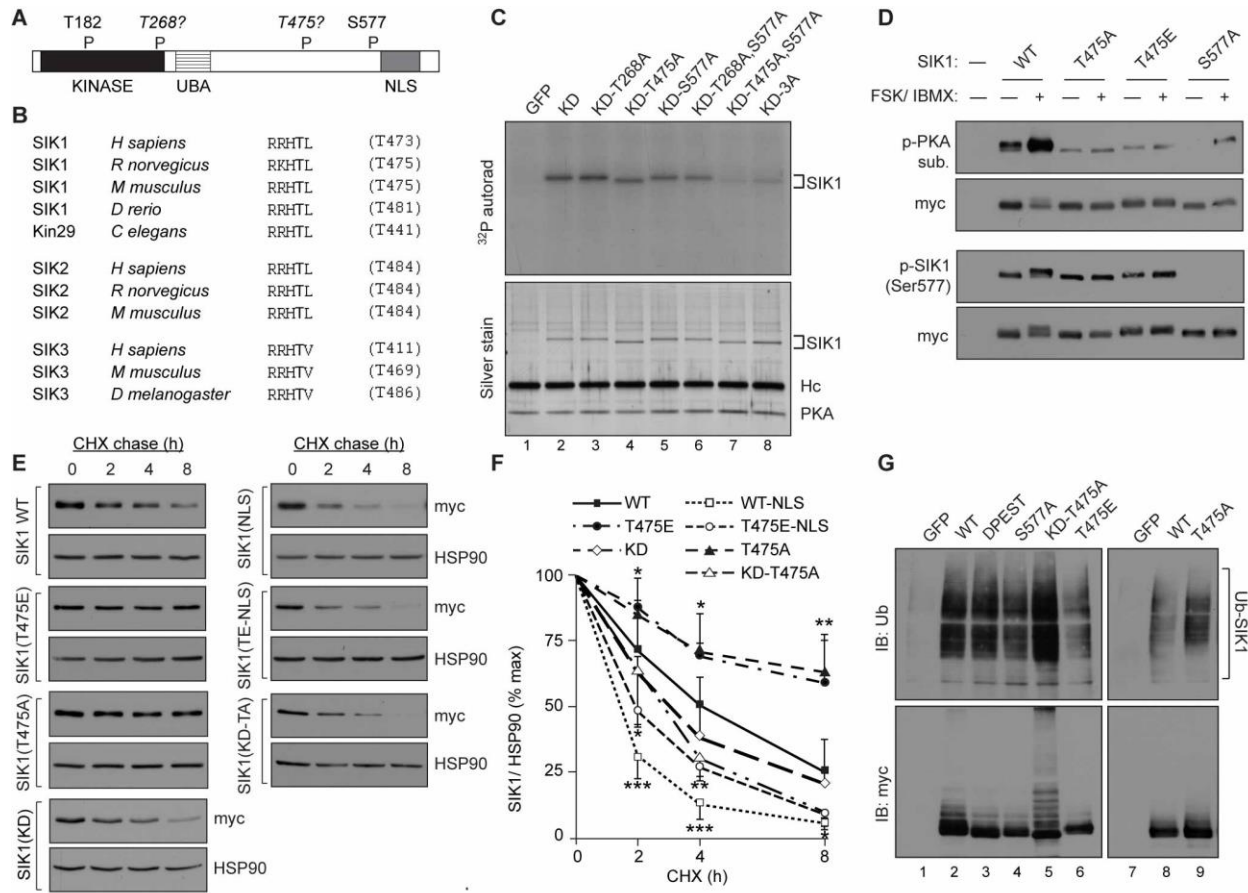 A
T182 T268? T475? S577
P P P P
KINASE UBA NLS
B
SIK1 H sapiens RRHTL (T473)
SIK1 R norvegicus RRHTL (T475)
SIK1 M musculus RRHTL (T475)
SIK1 D rerio RRHTL (T481)
Kin29 C elegans RRHTL (T441)
SIK2 H sapiens RRHTL (T484)
SIK2 R norvegicus RRHTL (T484)
SIK2 M musculus RRHTL (T484)
SIK3 H sapiens RRHTV (T411)
SIK3 M musculus RRHTV (T469)
SIK3 D melanogaster RRHTV (T486)
C
GFP KD KD-T268A KD-T475A KD-S577A KD-T268A,S577A KD-T475A,S577A KD-3A
32P autorad
SIK1
Silver stain
SIK1
Hc
PKA
1 2 3 4 5 6 7 8
D
SIK1: — WT T475A T475E S577A
FSK/ IBMX: — — + — + — + — +
p-PKA
sub.
myc
p-SIK1
(Ser577)
myc
E
CHX chase (h)
0 2 4 8
SIK1 WT
SIK1(T475E)
SIK1(T475A)
SIK1(KD)
myc
HSP90
CHX chase (h)
0 2 4 8
SIK1(NLS)
myc
HSP90
SIK1(TE-NLS)
myc
HSP90
SIK1(KD-TA)
myc
HSP90
F
WT WT-NLS
T475E T475E-NLS
KD T475A
KD-T475A
SIK1/ HSP90 (% max)
100
75
50
25
0
* * **
* ** *
*** ***
0 2 4 8
CHX (h)
G
GFP WT DPEST S577A KD-T475A T475E GFP WT T475A
IB: Ub
Ub-SIK1
IB: myc
1 2 3 4 5 6 7 8 9